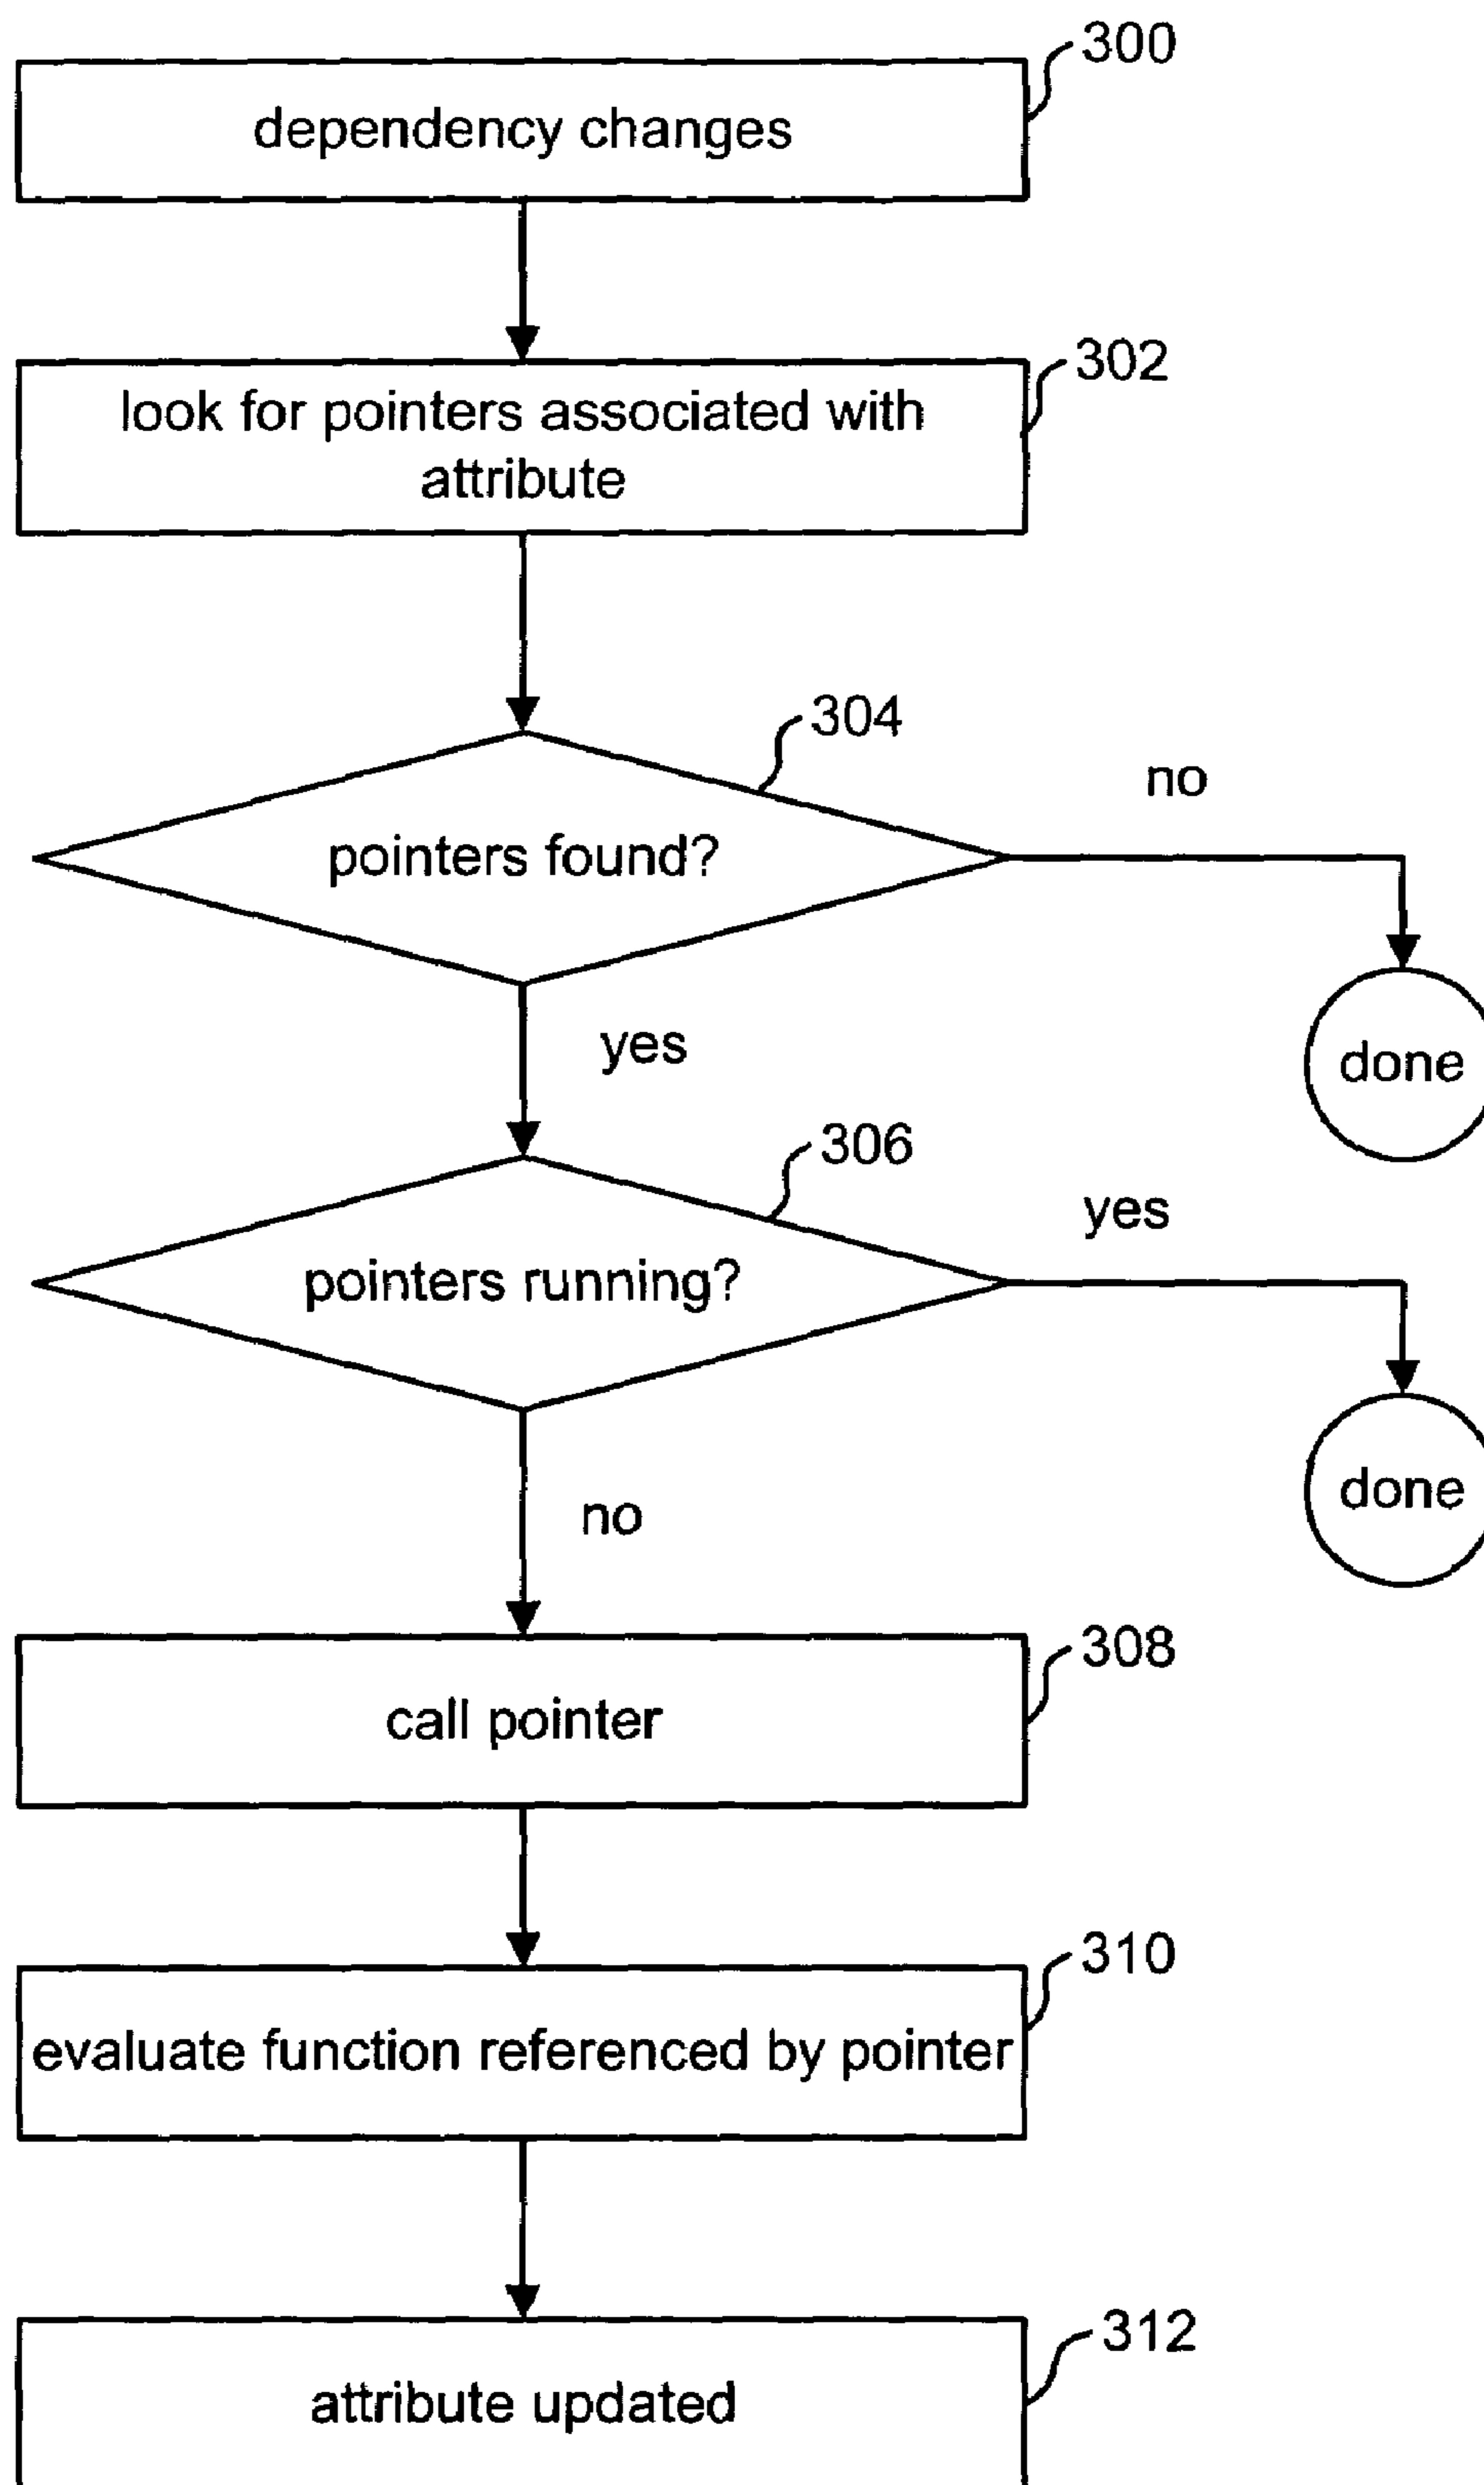 300
dependency changes
302
look for pointers associated with
attribute
304
no
pointers found?
yes
done
306
yes
pointers running?
no
done
308
call pointer
310
evaluate function referenced by pointer
312
attribute updated